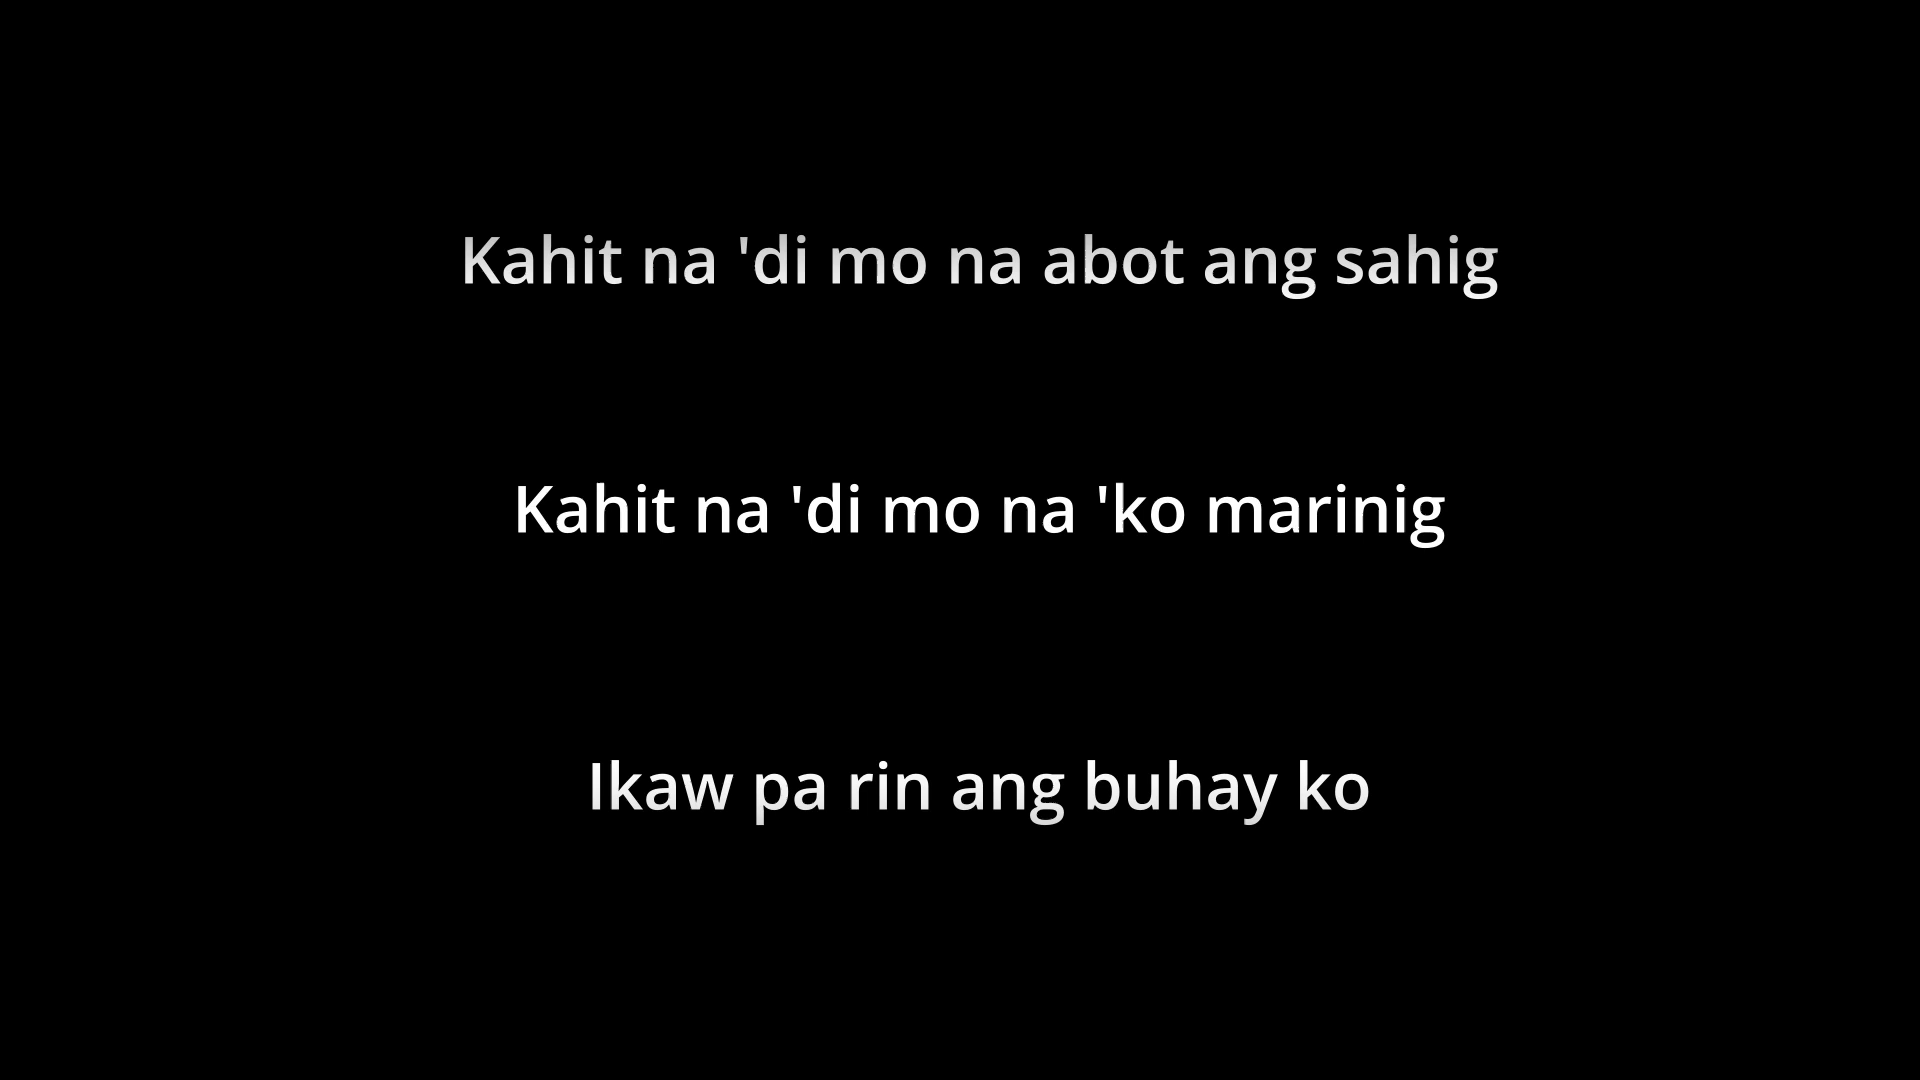 Kahit na 'di mo na abot ang sahig
Kahit na 'di mo na 'ko marinig
Ikaw pa rin ang buhay ko